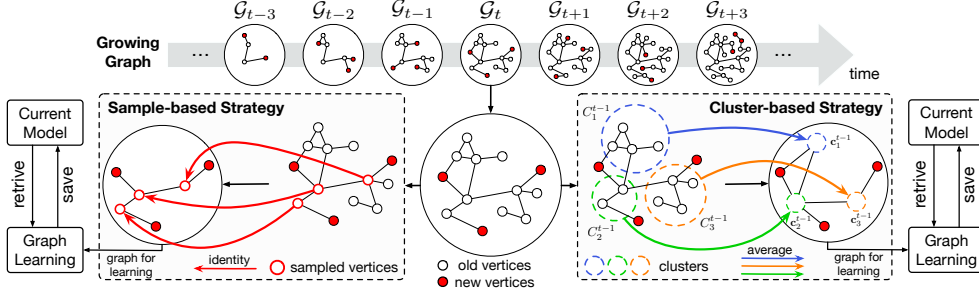 𝒢t−3 𝒢t−2 𝒢t−1 𝒢t 𝒢t+1 𝒢t+2 𝒢t+3
Growing
Graph
... ...
time
Sample-based Strategy
Cluster-based Strategy
Current
Model
retrive
save
Graph
Learning
graph for
learning
identity
sampled vertices
old vertices
new vertices
C₁ᵗ⁻¹
C₂ᵗ⁻¹
C₃ᵗ⁻¹
c₁ᵗ⁻¹
c₂ᵗ⁻¹
c₃ᵗ⁻¹
clusters
average
graph for
learning
Current
Model
retrive
save
Graph
Learning